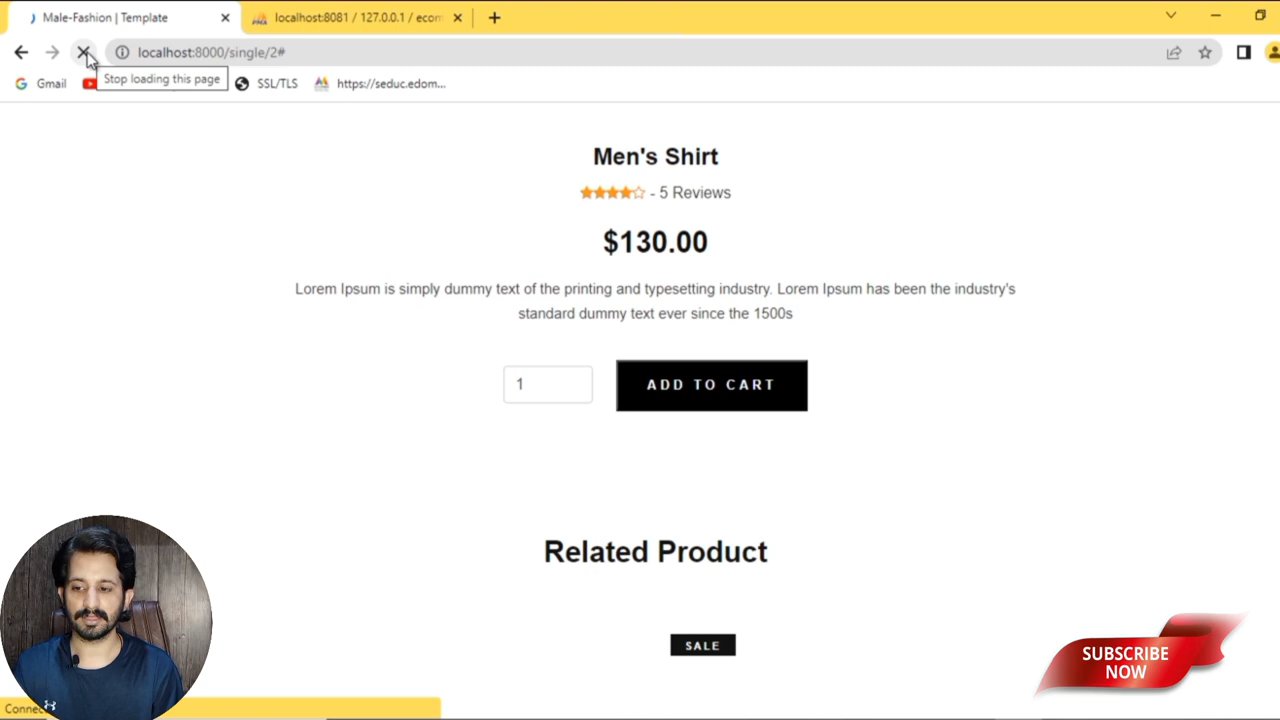 Male-Fashion | Template
localhost:8081 / 127.0.0.1 / ecom
localhost:8000/single/2#
Stop loading this page
Gmail
SSL/TLS
https://seduc.edom...
Men's Shirt
- 5 Reviews
$130.00
Lorem Ipsum is simply dummy text of the printing and typesetting industry. Lorem Ipsum has been the industry's
standard dummy text ever since the 1500s
1
ADD TO CART
Related Product
SALE
SUBSCRIBE
NOW
Connec